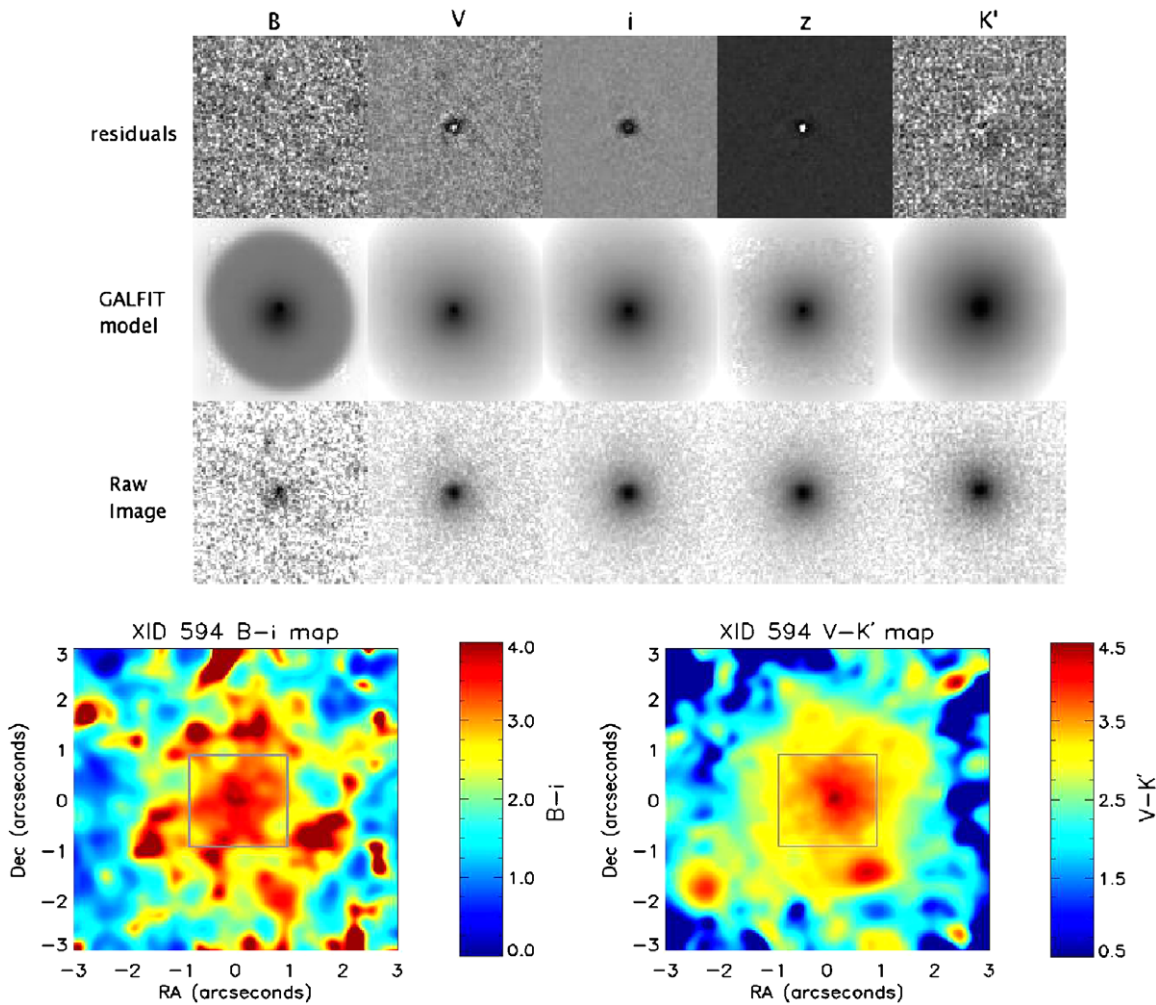 B V i z K'
residuals
GALFIT
model
Raw
Image
XID 594 B-i map
3
2
1
0
-1
-2
-3
-3 -2 -1 0 1 2 3
Dec (arcseconds)
RA (arcseconds)
4.0
3.0
2.0
1.0
0.0
B-i
XID 594 V-K' map
3
2
1
0
-1
-2
-3
-3 -2 -1 0 1 2 3
Dec (arcseconds)
RA (arcseconds)
4.5
3.5
2.5
1.5
0.5
V-K'